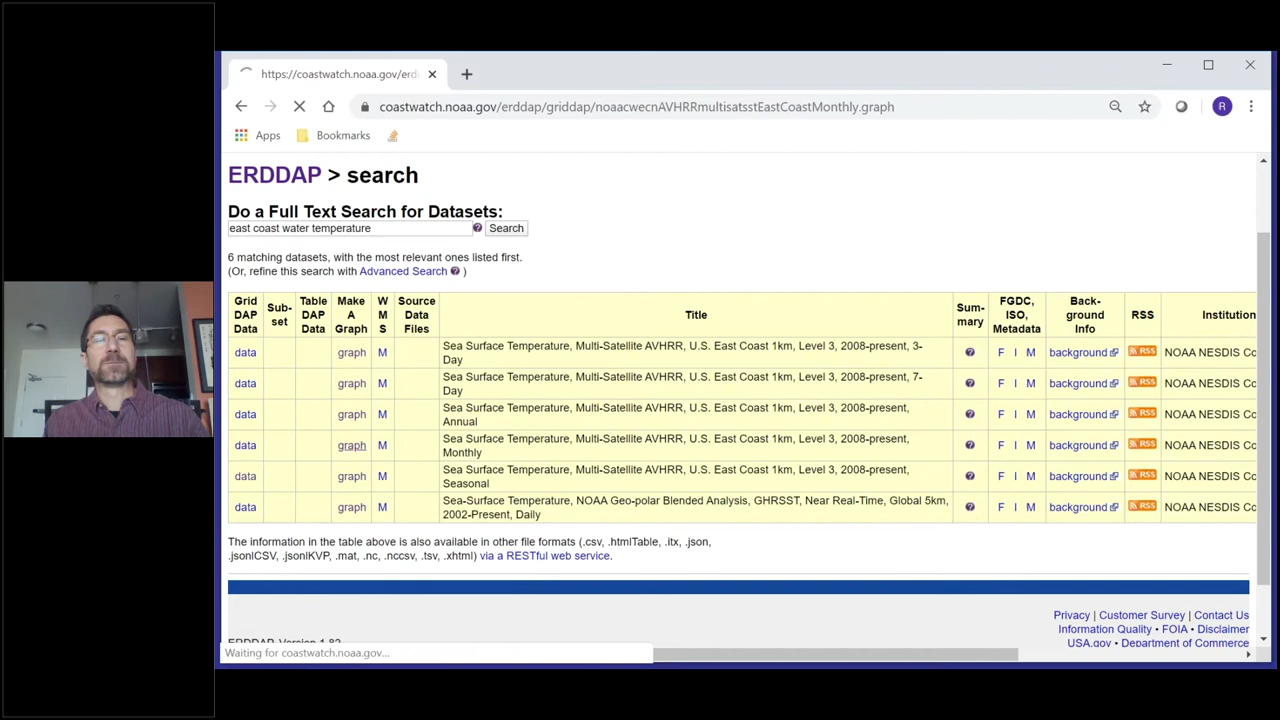 https://coastwatch.noaa.gov/erd
coastwatch.noaa.gov/erddap/griddap/noaacwecnAVHRRmultisatsstEastCoastMonthly.graph
R
Apps Bookmarks
ERDDAP > search
Do a Full Text Search for Datasets:
east coast water temperature ? Search
6 matching datasets, with the most relevant ones listed first.
(Or, refine this search with Advanced Search ? )
Grid DAP Data Sub-set Table DAP Data Make A Graph W M S Source Data Files Title Sum-mary FGDC, ISO, Metadata Back-ground Info RSS Institution
data graph M Sea Surface Temperature, Multi-Satellite AVHRR, U.S. East Coast 1km, Level 3, 2008-present, 3-
Day ? F I M background RSS NOAA NESDIS Co
data graph M Sea Surface Temperature, Multi-Satellite AVHRR, U.S. East Coast 1km, Level 3, 2008-present, 7-
Day ? F I M background RSS NOAA NESDIS Co
data graph M Sea Surface Temperature, Multi-Satellite AVHRR, U.S. East Coast 1km, Level 3, 2008-present,
Annual ? F I M background RSS NOAA NESDIS Co
data graph M Sea Surface Temperature, Multi-Satellite AVHRR, U.S. East Coast 1km, Level 3, 2008-present,
Monthly ? F I M background RSS NOAA NESDIS Co
data graph M Sea Surface Temperature, Multi-Satellite AVHRR, U.S. East Coast 1km, Level 3, 2008-present,
Seasonal ? F I M background RSS NOAA NESDIS Co
data graph M Sea-Surface Temperature, NOAA Geo-polar Blended Analysis, GHRSST, Near Real-Time, Global 5km,
2002-Present, Daily ? F I M background RSS NOAA NESDIS Co
The information in the table above is also available in other file formats (.csv, .htmlTable, .itx, .json,
.jsonlCSV, .jsonlKVP, .mat, .nc, .nccsv, .tsv, .xhtml) via a RESTful web service.
Privacy | Customer Survey | Contact Us
Information Quality • FOIA • Disclaimer
USA.gov • Department of Commerce
ERDDAP, Version 1.82
Waiting for coastwatch.noaa.gov...